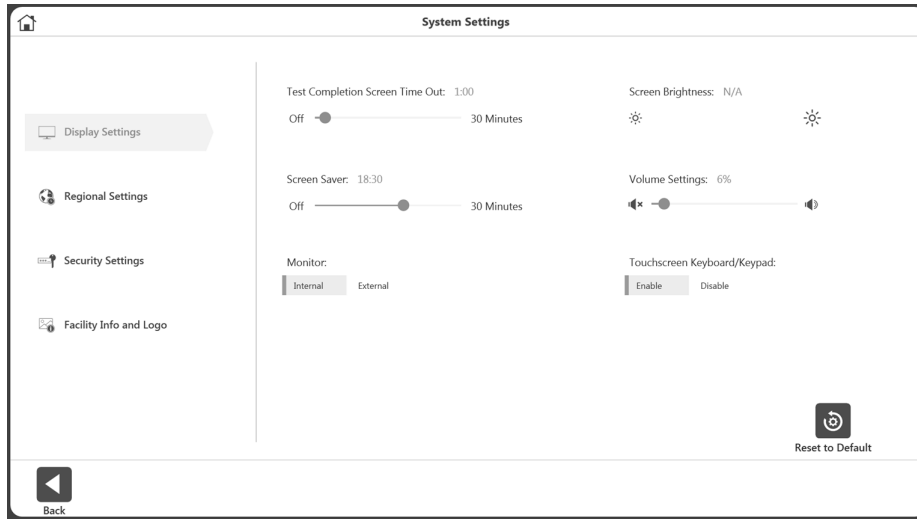 System Settings
Display Settings
Regional Settings
Security Settings
Facility Info and Logo
Test Completion Screen Time Out: 1:00
Off 30 Minutes
Screen Saver: 18:30
Off 30 Minutes
Monitor:
Internal External
Screen Brightness: N/A
Volume Settings: 6%
Touchscreen Keyboard/Keypad:
Enable Disable
Reset to Default
Back